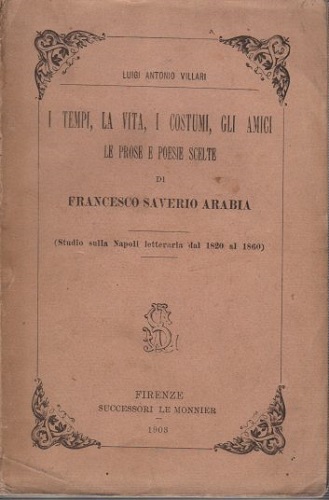 LUIGI ANTONIO VILLARI
I TEMPI, LA VITA, I COSTUMI, GLI AMICI
LE PROSE E POESIE SCELTE
DI
FRANCESCO SAVERIO ARABIA
(Studio sulla Napoli letteraria dal 1820 al 1860)
FIRENZE
SUCCESSORI LE MONNIER
1903